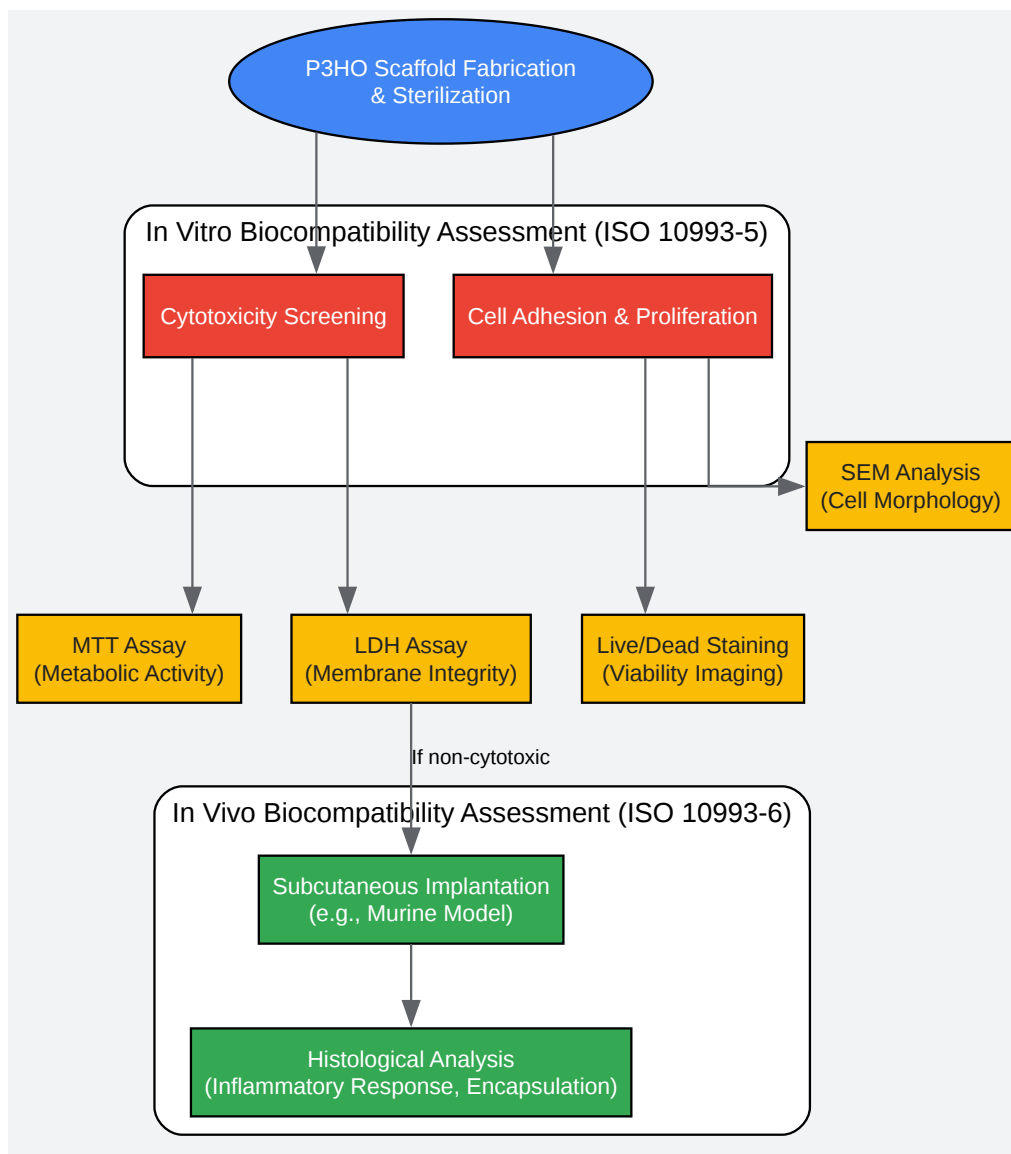 P3HO Scaffold Fabrication
& Sterilization
In Vitro Biocompatibility Assessment (ISO 10993-5)
Cytotoxicity Screening
Cell Adhesion & Proliferation
SEM Analysis
(Cell Morphology)
MTT Assay
(Metabolic Activity)
LDH Assay
(Membrane Integrity)
Live/Dead Staining
(Viability Imaging)
If non-cytotoxic
In Vivo Biocompatibility Assessment (ISO 10993-6)
Subcutaneous Implantation
(e.g., Murine Model)
Histological Analysis
(Inflammatory Response, Encapsulation)